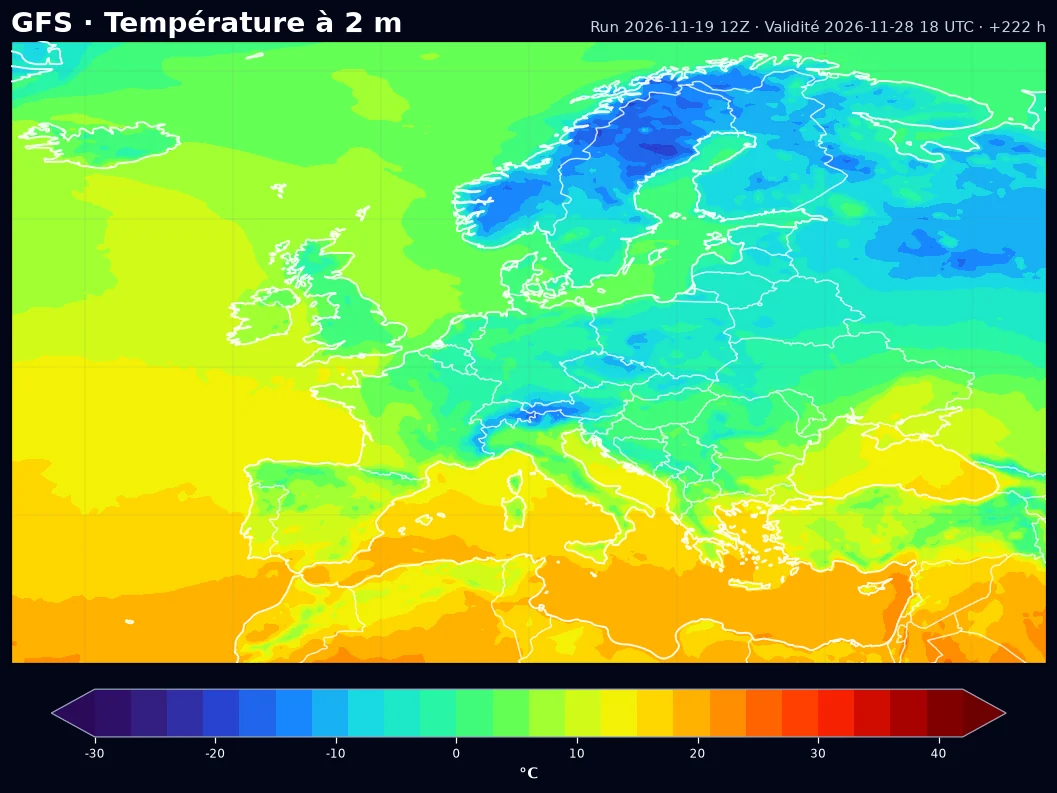 GFS · Température à 2 m
Run 2026-11-19 12Z · Validité 2026-11-28 18 UTC · +222 h
-30 -20 -10 0 10 20 30 40
°C